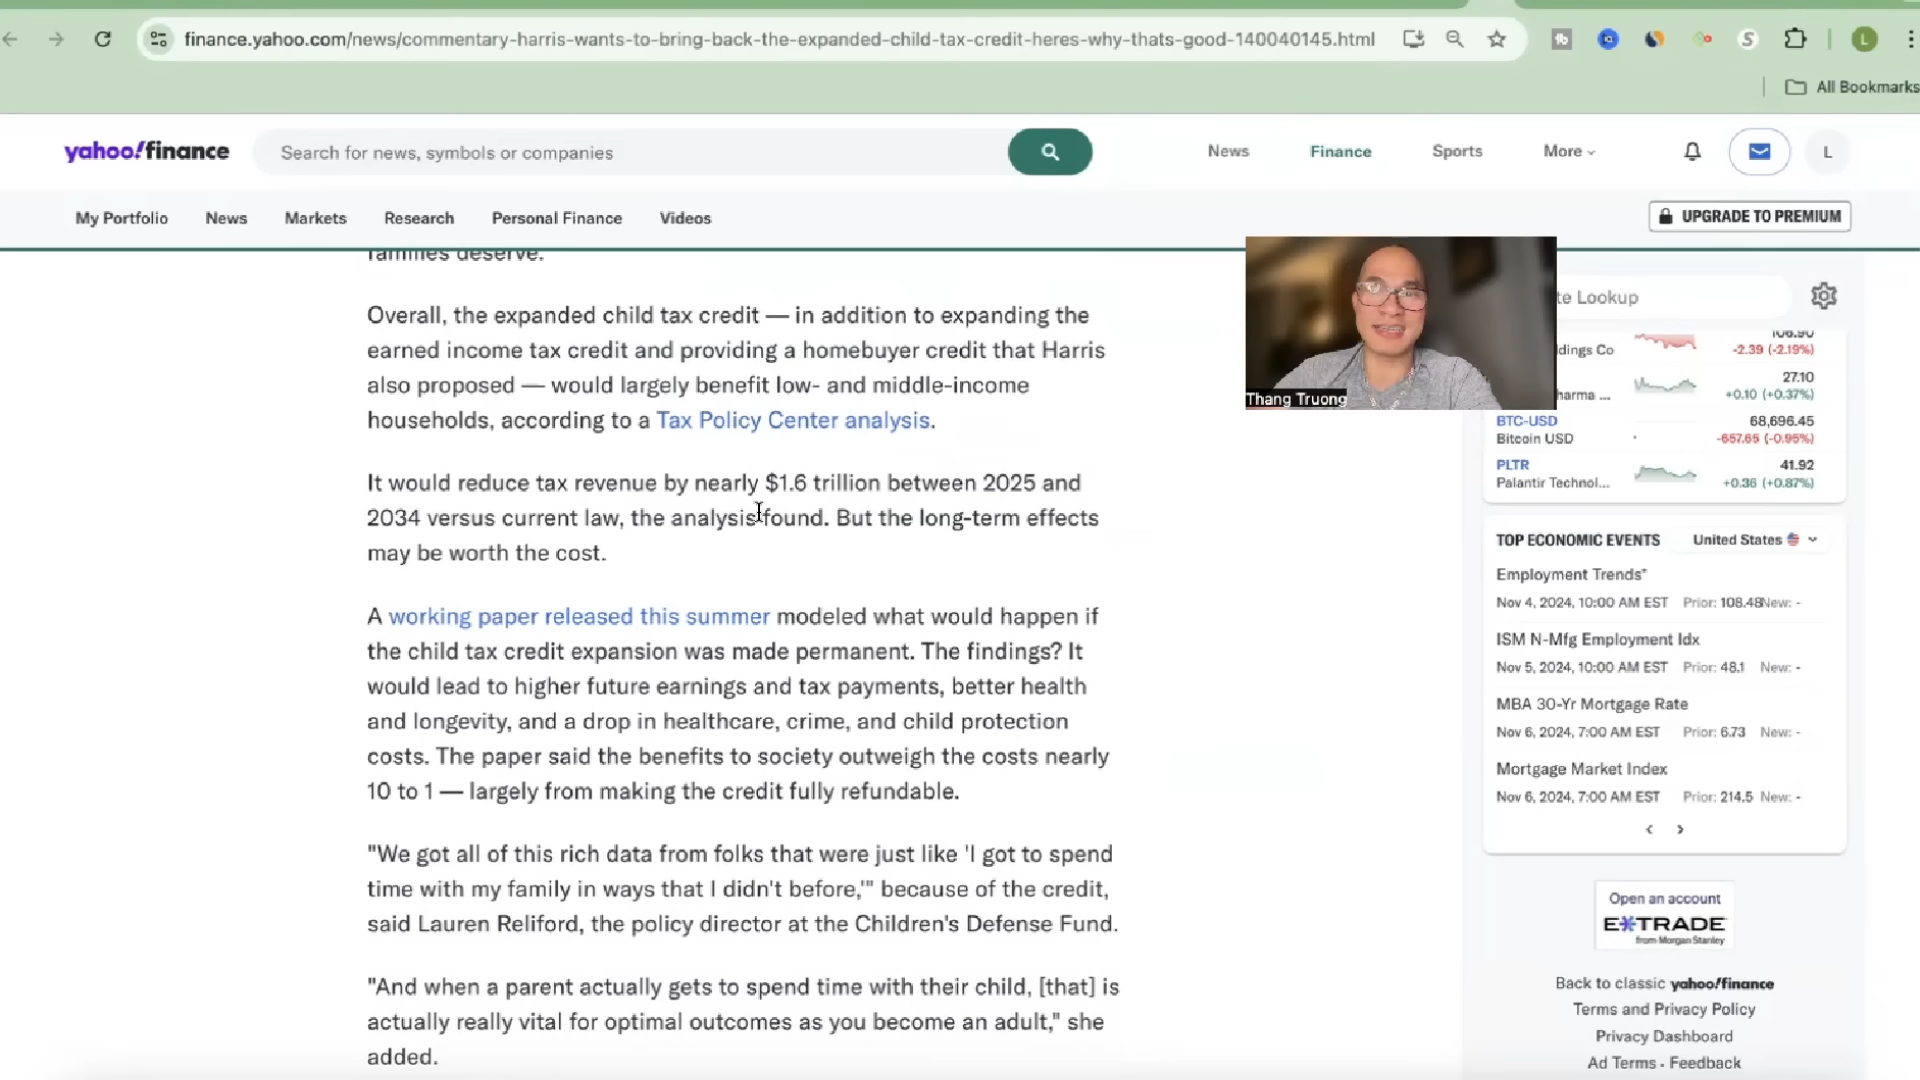 finance.yahoo.com/news/commentary-harris-wants-to-bring-back-the-expanded-child-tax-credit-heres-why-thats-good-140040145.html
L
All Bookmarks
yahoo!finance
Search for news, symbols or companies
News
Finance
Sports
More
L
My Portfolio
News
Markets
Research
Personal Finance
Videos
UPGRADE TO PREMIUM
families deserve.
Overall, the expanded child tax credit — in addition to expanding the
earned income tax credit and providing a homebuyer credit that Harris
also proposed — would largely benefit low- and middle-income
households, according to a Tax Policy Center analysis.
It would reduce tax revenue by nearly $1.6 trillion between 2025 and
2034 versus current law, the analysis found. But the long-term effects
may be worth the cost.
A working paper released this summer modeled what would happen if
the child tax credit expansion was made permanent. The findings? It
would lead to higher future earnings and tax payments, better health
and longevity, and a drop in healthcare, crime, and child protection
costs. The paper said the benefits to society outweigh the costs nearly
10 to 1 — largely from making the credit fully refundable.
"We got all of this rich data from folks that were just like 'I got to spend
time with my family in ways that I didn't before,'" because of the credit,
said Lauren Reliford, the policy director at the Children's Defense Fund.
"And when a parent actually gets to spend time with their child, [that] is
actually really vital for optimal outcomes as you become an adult," she
added.
Thang Truong
te Lookup
106.90
dings Co
-2.39 (-2.19%)
27.10
harma ...
+0.10 (+0.37%)
BTC-USD
68,696.45
Bitcoin USD
-657.65 (-0.95%)
PLTR
41.92
Palantir Technol...
+0.36 (+0.87%)
TOP ECONOMIC EVENTS
United States
Employment Trends*
Nov 4, 2024, 10:00 AM EST Prior: 108.48 New: -
ISM N-Mfg Employment Idx
Nov 5, 2024, 10:00 AM EST Prior: 48.1 New: -
MBA 30-Yr Mortgage Rate
Nov 6, 2024, 7:00 AM EST Prior: 6.73 New: -
Mortgage Market Index
Nov 6, 2024, 7:00 AM EST Prior: 214.5 New: -
Open an account
E*TRADE
from Morgan Stanley
Back to classic yahoo!finance
Terms and Privacy Policy
Privacy Dashboard
Ad Terms • Feedback